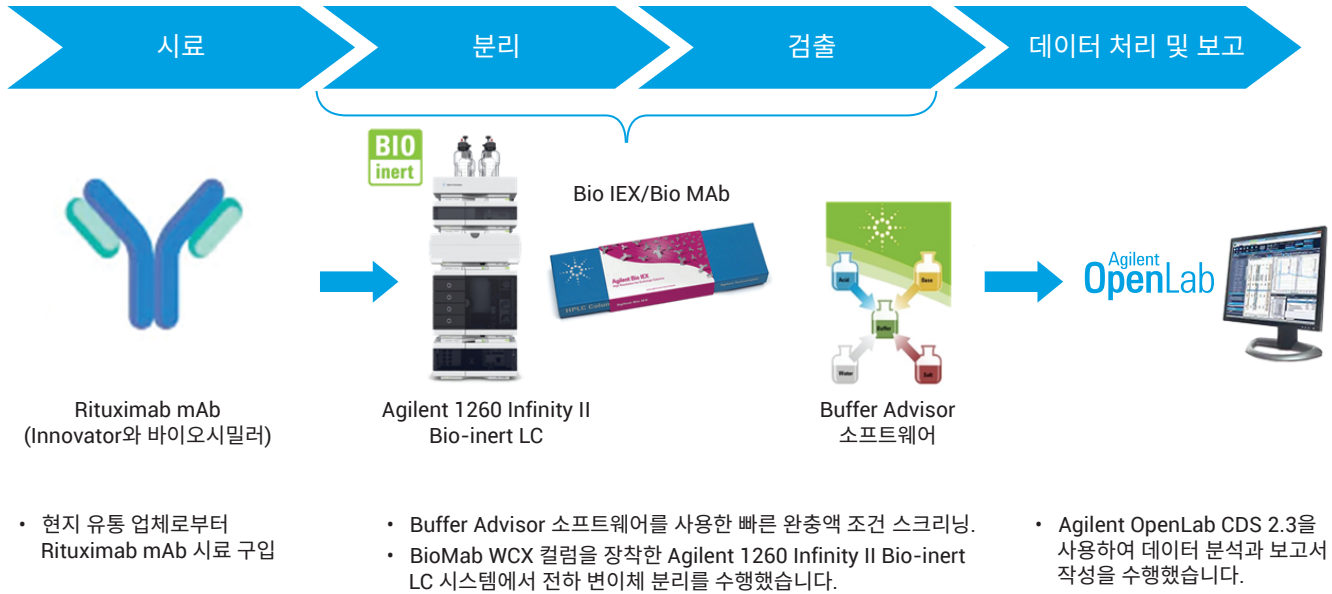 시료
분리
검출
데이터 처리 및 보고
BIO
inert
Bio IEX/Bio MAb
Agilent Bio IEX
HPLC Column
Acid
Base
Buffer
Water
Salt
Agilent
OpenLab
Rituximab mAb
(Innovator와 바이오시밀러)
Agilent 1260 Infinity II
Bio-inert LC
Buffer Advisor
소프트웨어
• 현지 유통 업체로부터
Rituximab mAb 시료 구입
• Buffer Advisor 소프트웨어를 사용한 빠른 완충액 조건 스크리닝.
• BioMab WCX 컬럼을 장착한 Agilent 1260 Infinity II Bio-inert
LC 시스템에서 전하 변이체 분리를 수행했습니다.
• Agilent OpenLab CDS 2.3을
사용하여 데이터 분석과 보고서
작성을 수행했습니다.